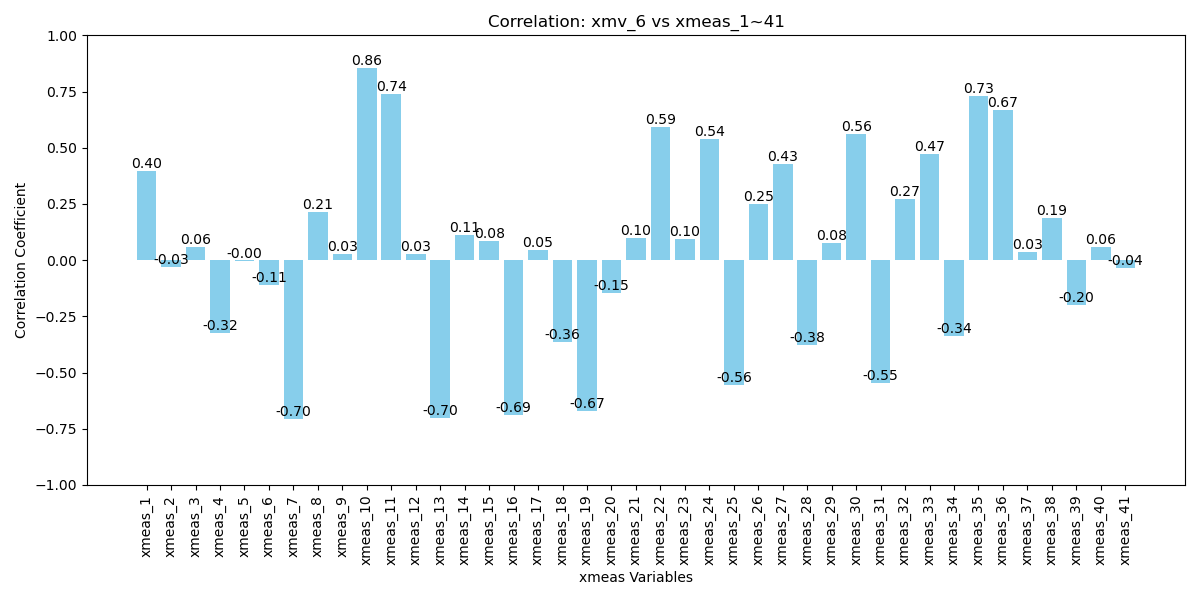 Correlation: xmv_6 vs xmeas_1~41
Correlation Coefficient
1.00
0.75
0.50
0.25
0.00
−0.25
−0.50
−0.75
−1.00
0.40
-0.03
0.06
-0.32
-0.00
-0.11
-0.70
0.21
0.03
0.86
0.74
0.03
-0.70
0.11
0.08
-0.69
0.05
-0.36
-0.67
-0.15
0.10
0.59
0.10
0.54
-0.56
0.25
0.43
-0.38
0.08
0.56
-0.55
0.27
0.47
-0.34
0.73
0.67
0.03
0.19
-0.20
0.06
-0.04
xmeas_1
xmeas_2
xmeas_3
xmeas_4
xmeas_5
xmeas_6
xmeas_7
xmeas_8
xmeas_9
xmeas_10
xmeas_11
xmeas_12
xmeas_13
xmeas_14
xmeas_15
xmeas_16
xmeas_17
xmeas_18
xmeas_19
xmeas_20
xmeas_21
xmeas_22
xmeas_23
xmeas_24
xmeas_25
xmeas_26
xmeas_27
xmeas_28
xmeas_29
xmeas_30
xmeas_31
xmeas_32
xmeas_33
xmeas_34
xmeas_35
xmeas_36
xmeas_37
xmeas_38
xmeas_39
xmeas_40
xmeas_41
xmeas Variables